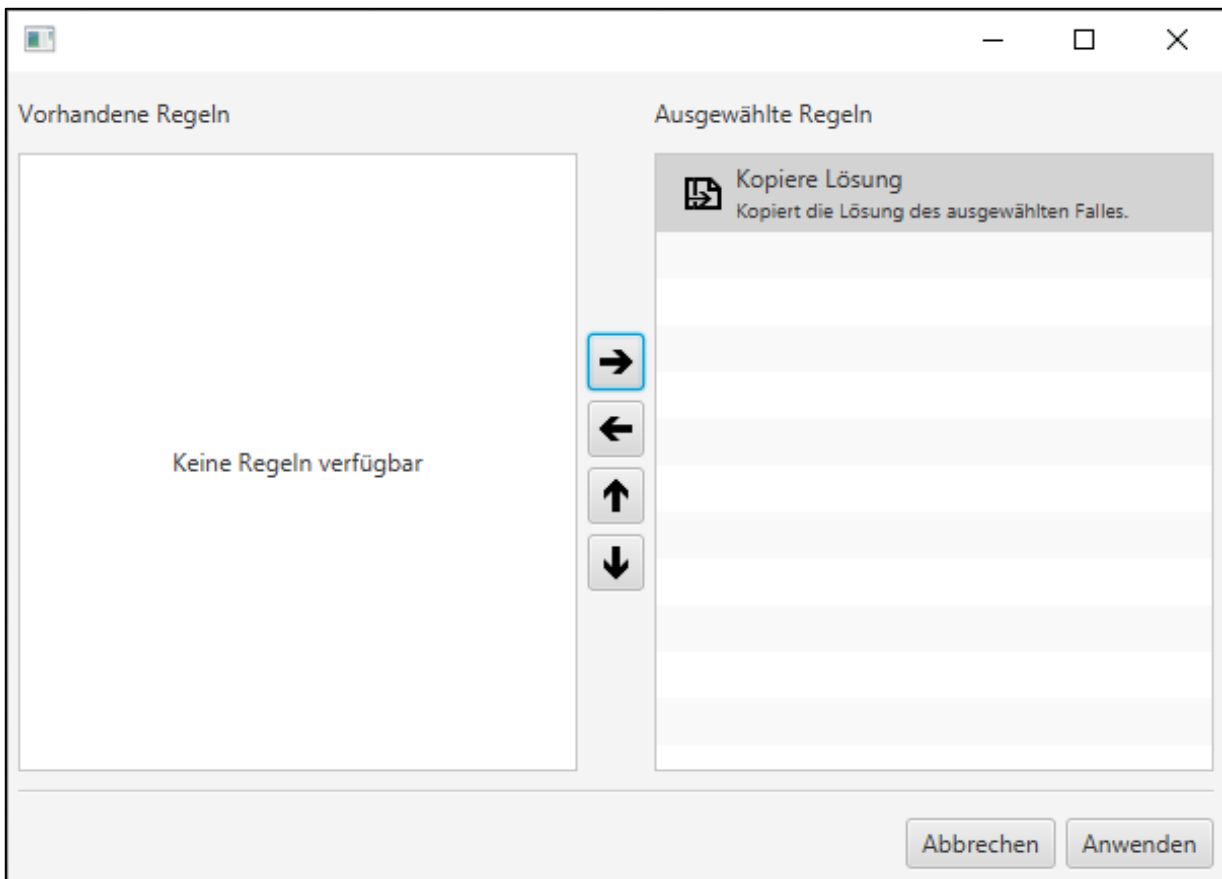 Vorhandene Regeln
Ausgewählte Regeln
Keine Regeln verfügbar
Kopiere Lösung
Kopiert die Lösung des ausgewählten Falles.
Abbrechen
Anwenden